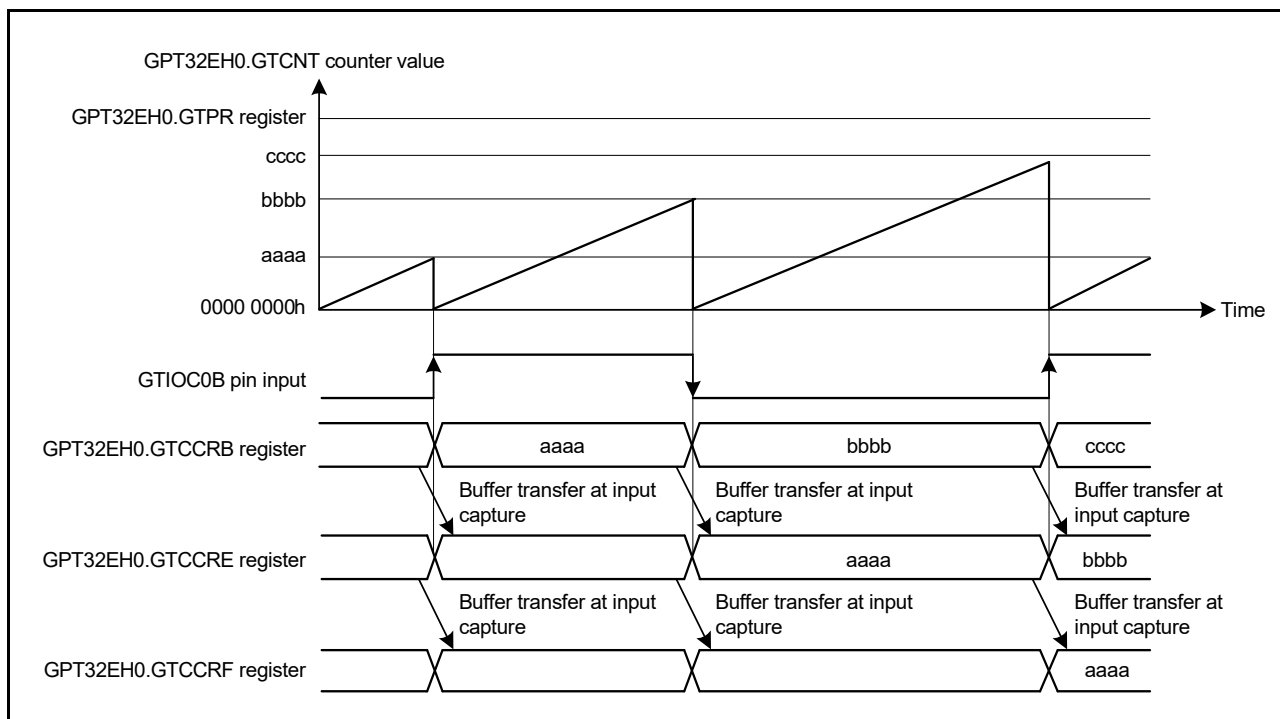 GPT32EH0.GTCNT counter value
GPT32EH0.GTPR register
cccc
bbbb
aaaa
0000 0000h
Time
GTIOC0B pin input
GPT32EH0.GTCCRB register
aaaa
bbbb
cccc
Buffer transfer at input
capture
Buffer transfer at input
capture
Buffer transfer at
input capture
GPT32EH0.GTCCRE register
aaaa
bbbb
Buffer transfer at input
capture
Buffer transfer at input
capture
Buffer transfer at
input capture
GPT32EH0.GTCCRF register
aaaa